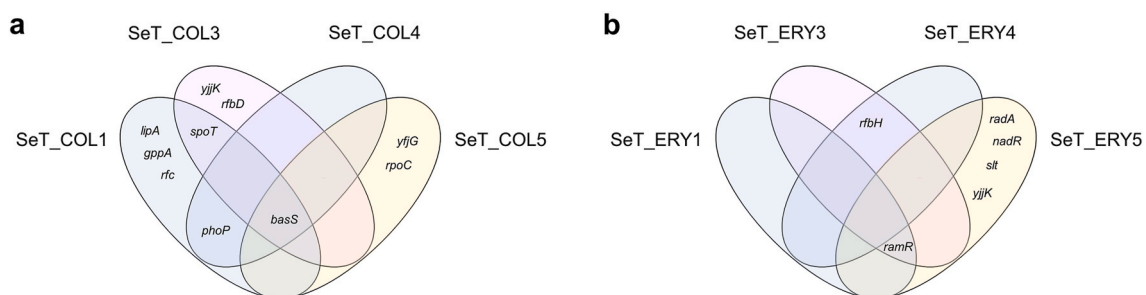 a
SeT_COL3
SeT_COL4
SeT_COL1
SeT_COL5
yjjK
rfbD
lipA
spoT
gppA
rfc
yfjG
rpoC
phoP
basS
b
SeT_ERY3
SeT_ERY4
SeT_ERY1
SeT_ERY5
rfbH
radA
nadR
slt
yjjK
ramR